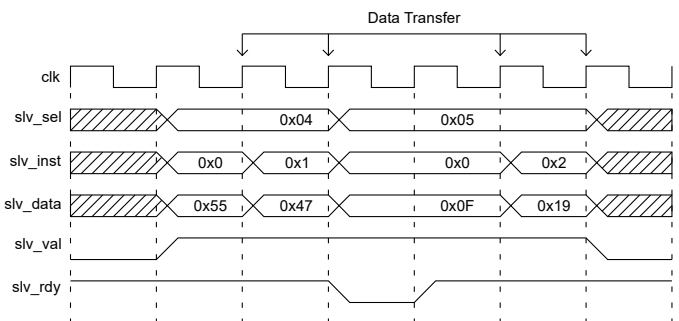 Data Transfer
clk
slv_sel 0x04 0x05
slv_inst 0x0 0x1 0x0 0x2
slv_data 0x55 0x47 0x0F 0x19
slv_val
slv_rdy